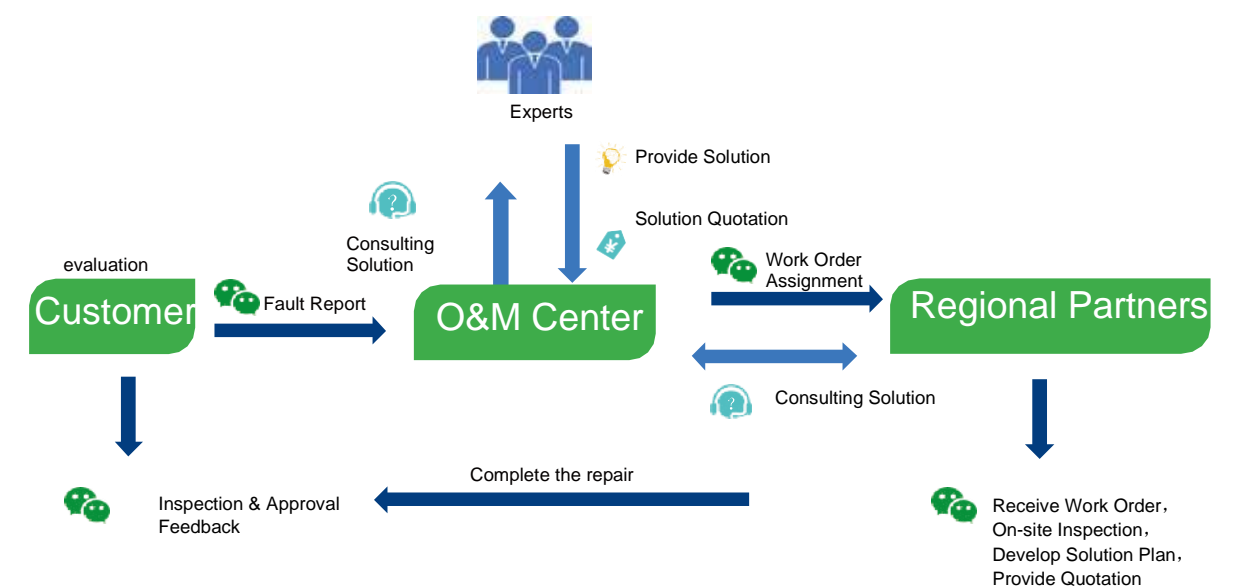 Experts
Provide Solution
Solution Quotation
Consulting
Solution
evaluation
Customer
Fault Report
O&M Center
Work Order
Assignment
Regional Partners
Consulting Solution
Complete the repair
Inspection & Approval
Feedback
Receive Work Order，
On-site Inspection，
Develop Solution Plan，
Provide Quotation